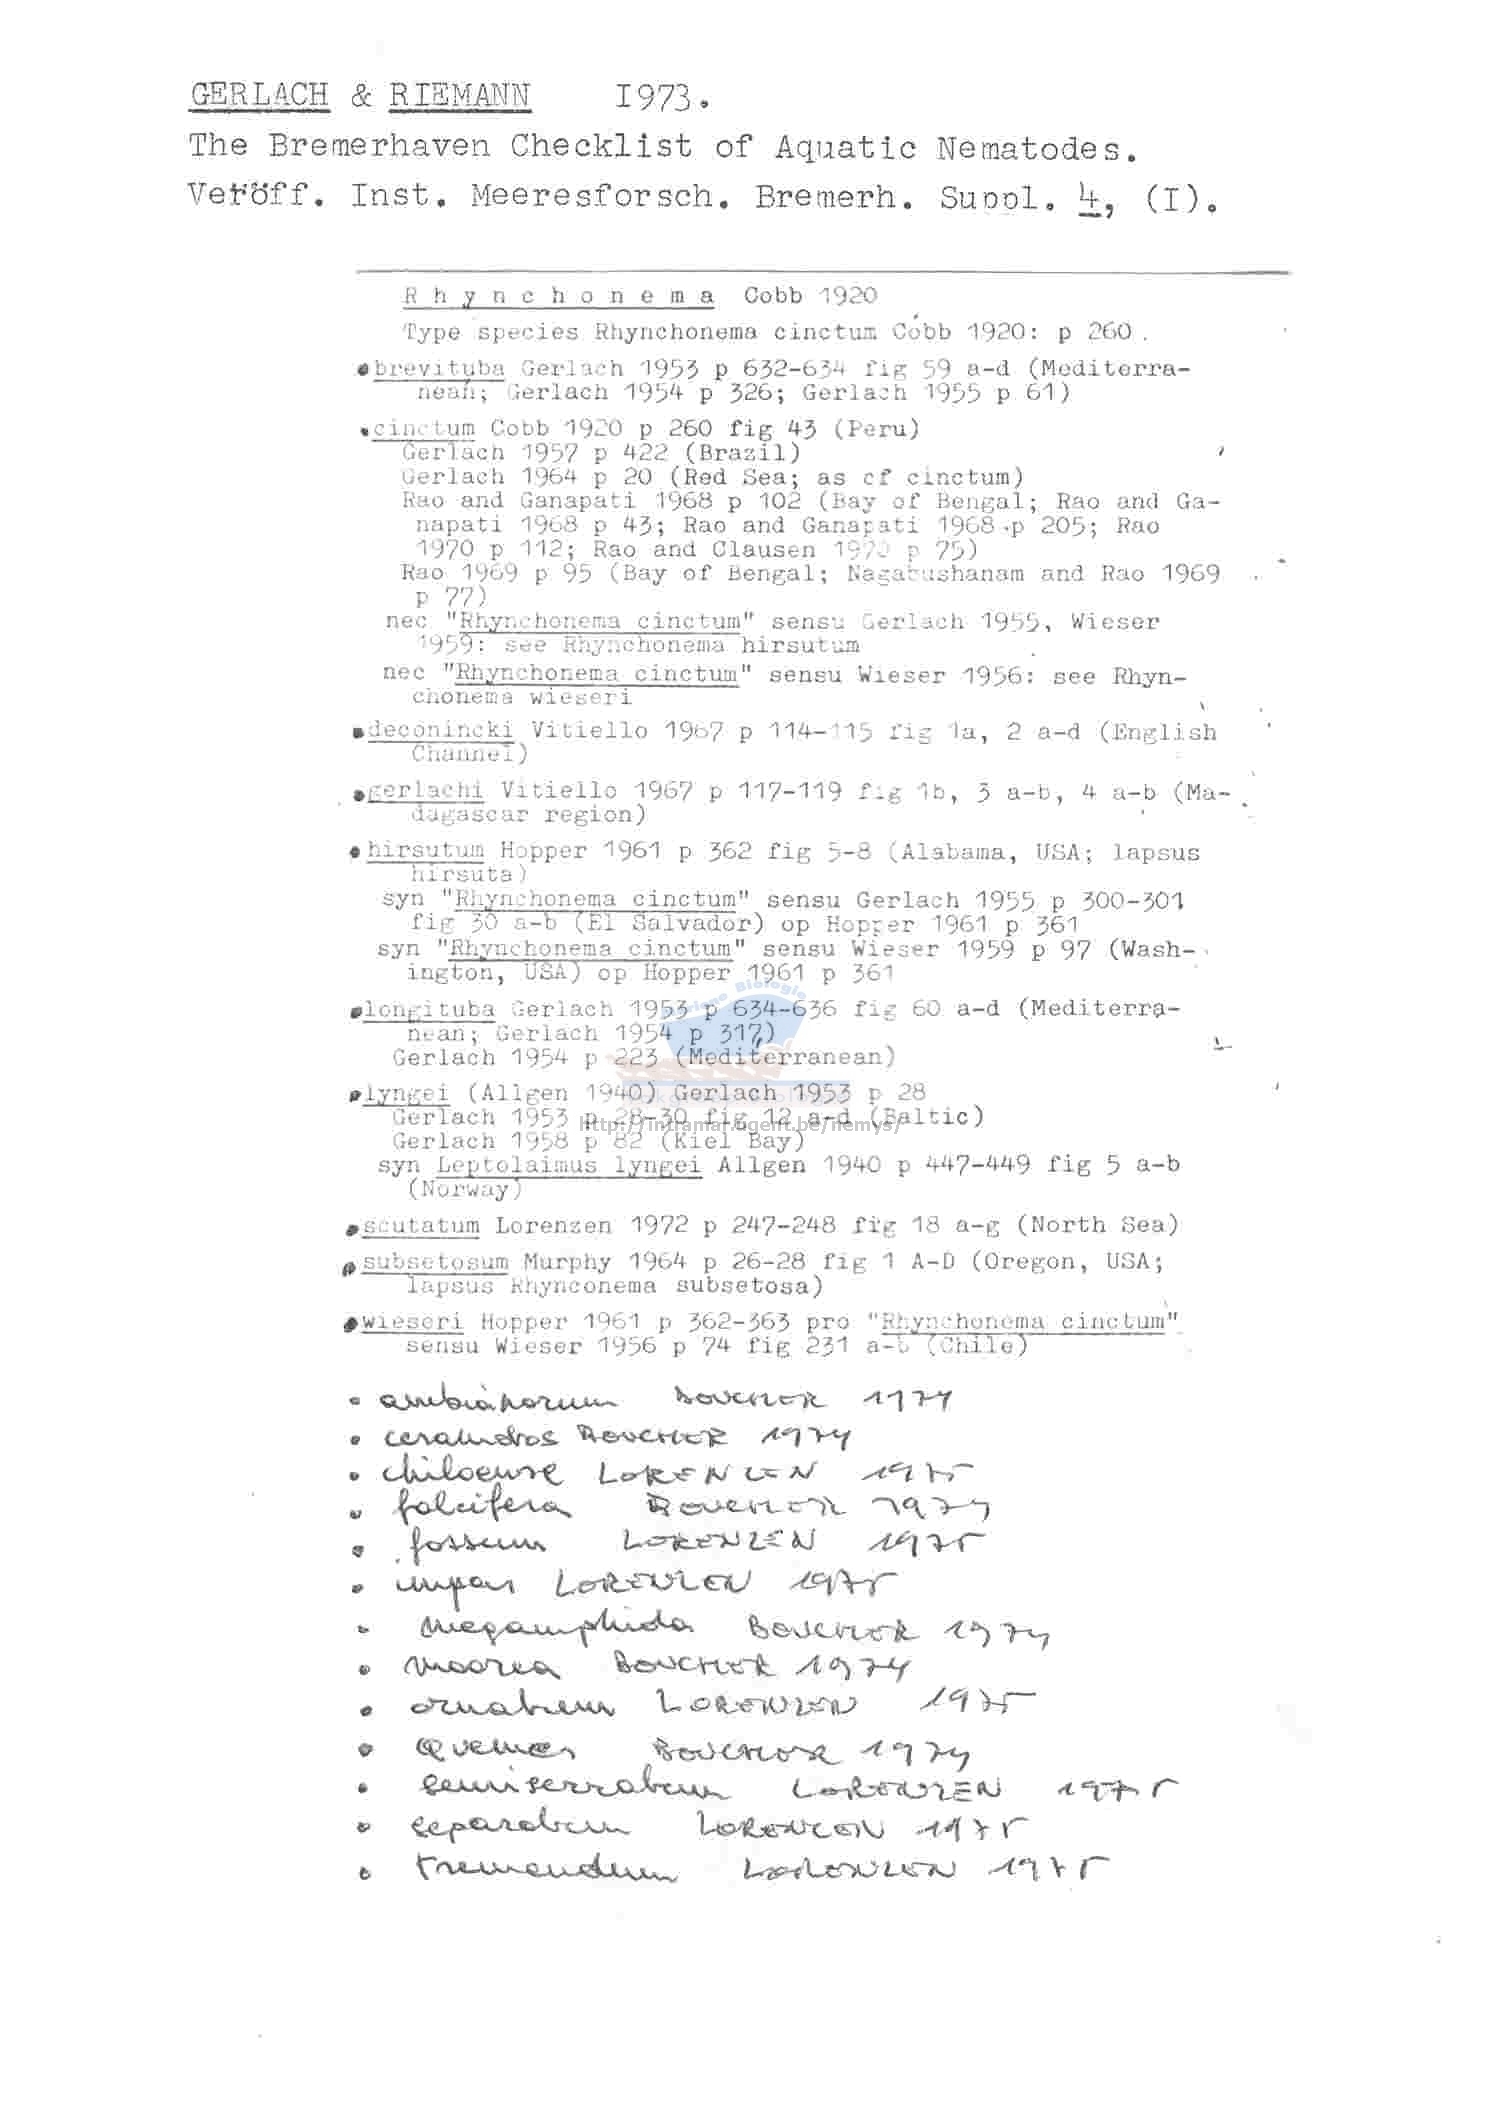 GERLACH & RIEMANN I973.
The Bremerhaven Checklist of Aquatic Nematodes.
Veröff. Inst. Meeresforsch. Bremerh. Suppl. 4, (I).
Rhynchonema Cobb 1920
Type species Rhynchonema cinctum Cobb 1920: p 260.
brevituba Gerlach 1953 p 632-634 fig 59 a-d (Mediterra-
nean; Gerlach 1954 p 326; Gerlach 1955 p 61)
cinctum Cobb 1920 p 260 fig 43 (Peru)
Gerlach 1957 p 422 (Brazil)
Gerlach 1964 p 20 (Red Sea; as cf cinctum)
Rao and Ganapati 1968 p 102 (Bay of Bengal; Rao and Ga-
napati 1968 p 43; Rao and Ganapati 1968 p 205; Rao
1970 p 112; Rao and Clausen 1970 p 75)
Rao 1969 p 95 (Bay of Bengal; Nagabushanam and Rao 1969
p 77)
nec "Rhynchonema cinctum" sensu Gerlach 1955, Wieser
1959: see Rhynchonema hirsutum
nec "Rhynchonema cinctum" sensu Wieser 1956: see Rhyn-
chonema wieseri
deconincki Vitiello 1967 p 114-115 fig 1a, 2 a-d (English
Channel)
gerlachi Vitiello 1967 p 117-119 fig 1b, 3 a-b, 4 a-b (Ma-
dagascar region)
hirsutum Hopper 1961 p 362 fig 5-8 (Alabama, USA; lapsus
hirsuta)
syn "Rhynchonema cinctum" sensu Gerlach 1955 p 300-301
fig 30 a-b (El Salvador) op Hopper 1961 p 361
syn "Rhynchonema cinctum" sensu Wieser 1959 p 97 (Wash-
ington, USA) op Hopper 1961 p 361
longituba Gerlach 1953 p 634-636 fig 60 a-d (Mediterra-
nean; Gerlach 1954 p 317)
Gerlach 1954 p 223 (Mediterranean)
lyngei (Allgen 1940) Gerlach 1953 p 28
Gerlach 1953 p 28-30 fig 12 a-d (Baltic)
http://intramar.ugent.be/nemys/
Gerlach 1958 p 82 (Kiel Bay)
syn Leptolaimus lyngei Allgen 1940 p 447-449 fig 5 a-b
(Norway)
scutatum Lorenzen 1972 p 247-248 fig 18 a-g (North Sea)
subsetosum Murphy 1964 p 26-28 fig 1 A-D (Oregon, USA;
lapsus Rhynconema subsetosa)
wieseri Hopper 1961 p 362-363 pro "Rhynchonema cinctum"
sensu Wieser 1956 p 74 fig 231 a-b (Chile)
BOUCHER 1974
BOUCHER 1974
chiloense LORENZEN 1975
falcifera BOUCHER 1974
fossum LORENZEN 1975
impar LORENZEN 1975
megamphida BOUCHER 1974
moorea BOUCHER 1974
ornatum LORENZEN 1975
Quemer BOUCHER 1974
semiserratum LORENZEN 1975
separatum LORENZEN 1975
tremendum LORENZEN 1975